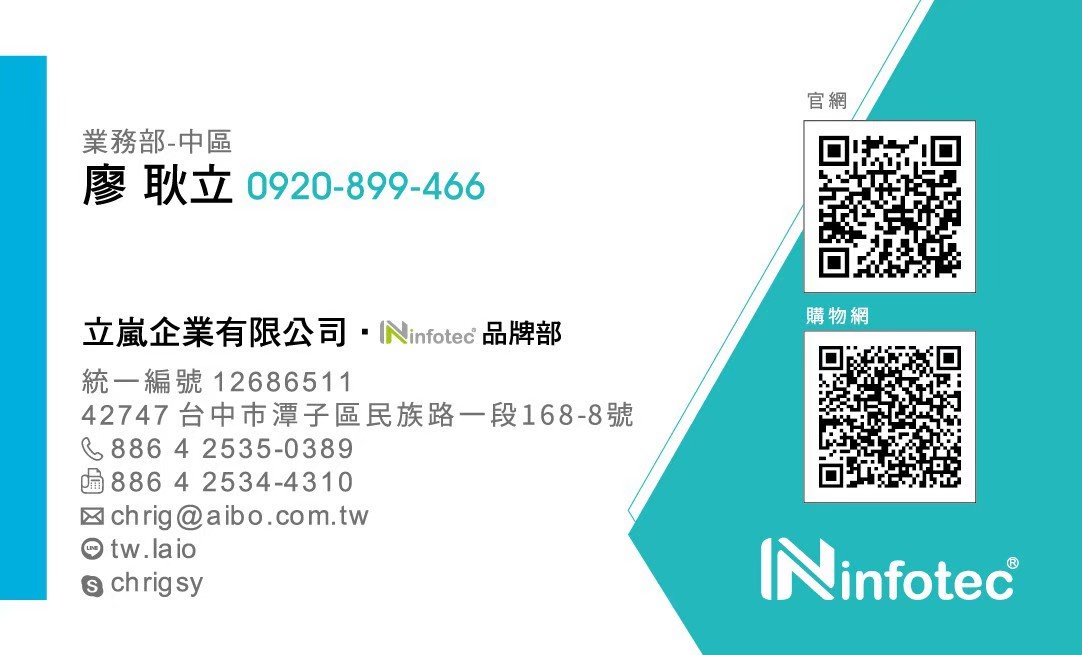 業務部-中區
廖 耿立 0920-899-466
立嵐企業有限公司・INinfotec® 品牌部
統一編號 12686511
42747 台中市潭子區民族路一段168-8號
886 4 2535-0389
886 4 2534-4310
chrig@aibo.com.tw
LINE tw.laio
S chrigsy
官網
購物網
INinfotec®